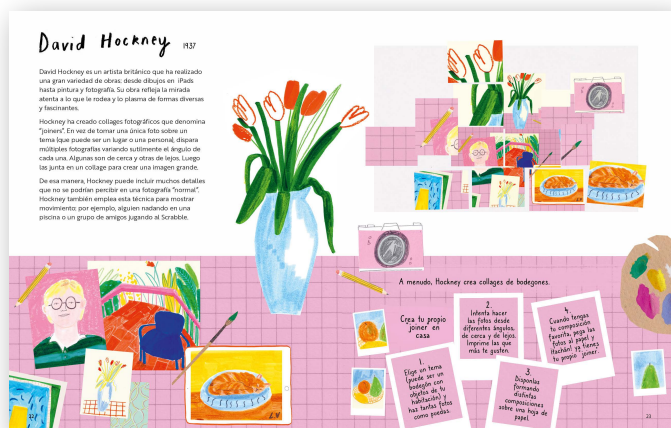 David Hockney 1937
David Hockney es un artista británico que ha realizado
una gran variedad de obras: desde dibujos en iPads
hasta pintura y fotografía. Su obra refleja la mirada
atenta a lo que le rodea y lo plasma de formas diversas
y fascinantes.
Hockney ha creado collages fotográficos que denomina
"joiners". En vez de tomar una única foto sobre un
tema (que puede ser un lugar o una persona), dispara
múltiples fotografías variando sutilmente el ángulo de
cada una. Algunas son de cerca y otras de lejos. Luego
las junta en un collage para crear una imagen grande.
De esa manera, Hockney puede incluir muchos detalles
que no se podrían percibir en una fotografía "normal".
Hockney también emplea esta técnica para mostrar
movimiento; por ejemplo, alguien nadando en una
piscina o un grupo de amigos jugando al Scrabble.
A menudo, Hockney crea collages de bodegones.
Crea tu propio
joiner en
casa
1.
Elige un tema
(puede ser un
bodegón con
objetos de tu
habitación) y
haz tantas fotos
como puedas.
2.
Intenta hacer
las fotos desde
diferentes ángulos,
de cerca y de lejos.
Imprime las que
más te gusten.
3.
Disponlas
formando
distintas
composiciones
sobre una hoja de
papel.
4.
Cuando tengas
tu composición
favorita, pega las
fotos al papel y
¡tachán! ya tienes
tu propio joiner.
L.V
23